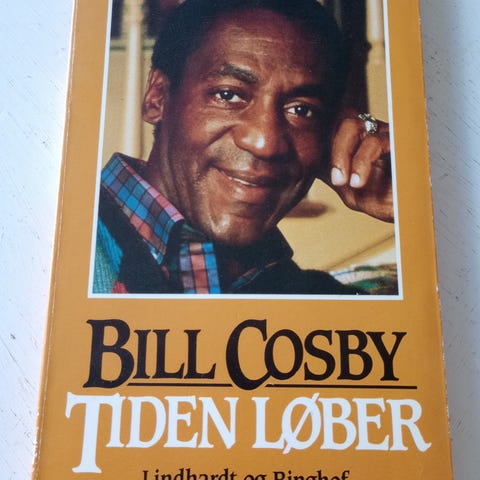 BILL COSBY
TIDEN LØBER
Lindhardt og Ringhof